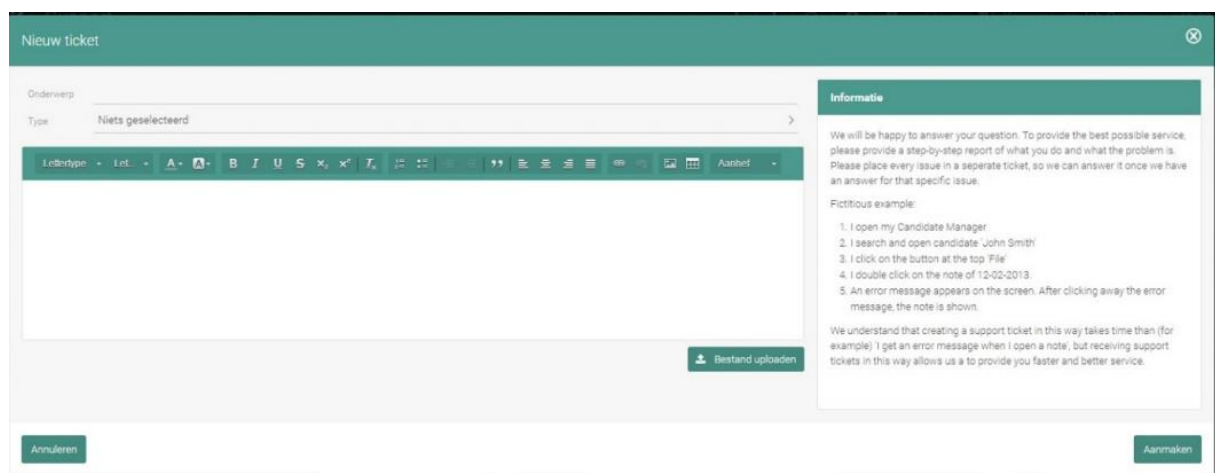 Nieuw ticket
Onderwerp
Type
Niets geselecteerd
Lettertype
Let...
A
A
B I U S x₂ x² Tx
Aanhef
Bestand uploaden
Informatie
We will be happy to answer your question. To provide the best possible service,
please provide a step-by-step report of what you do and what the problem is.
Please place every issue in a seperate ticket, so we can answer it once we have
an answer for that specific issue.
Fictitious example:
1. I open my Candidate Manager
2. I search and open candidate 'John Smith'
3. I click on the button at the top 'File'
4. I double click on the note of 12-02-2013.
5. An error message appears on the screen. After clicking away the error
message, the note is shown.
We understand that creating a support ticket in this way takes time than (for
example) 'I get an error message when I open a note', but receiving support
tickets in this way allows us a to provide you faster and better service.
Annuleren
Aanmaken